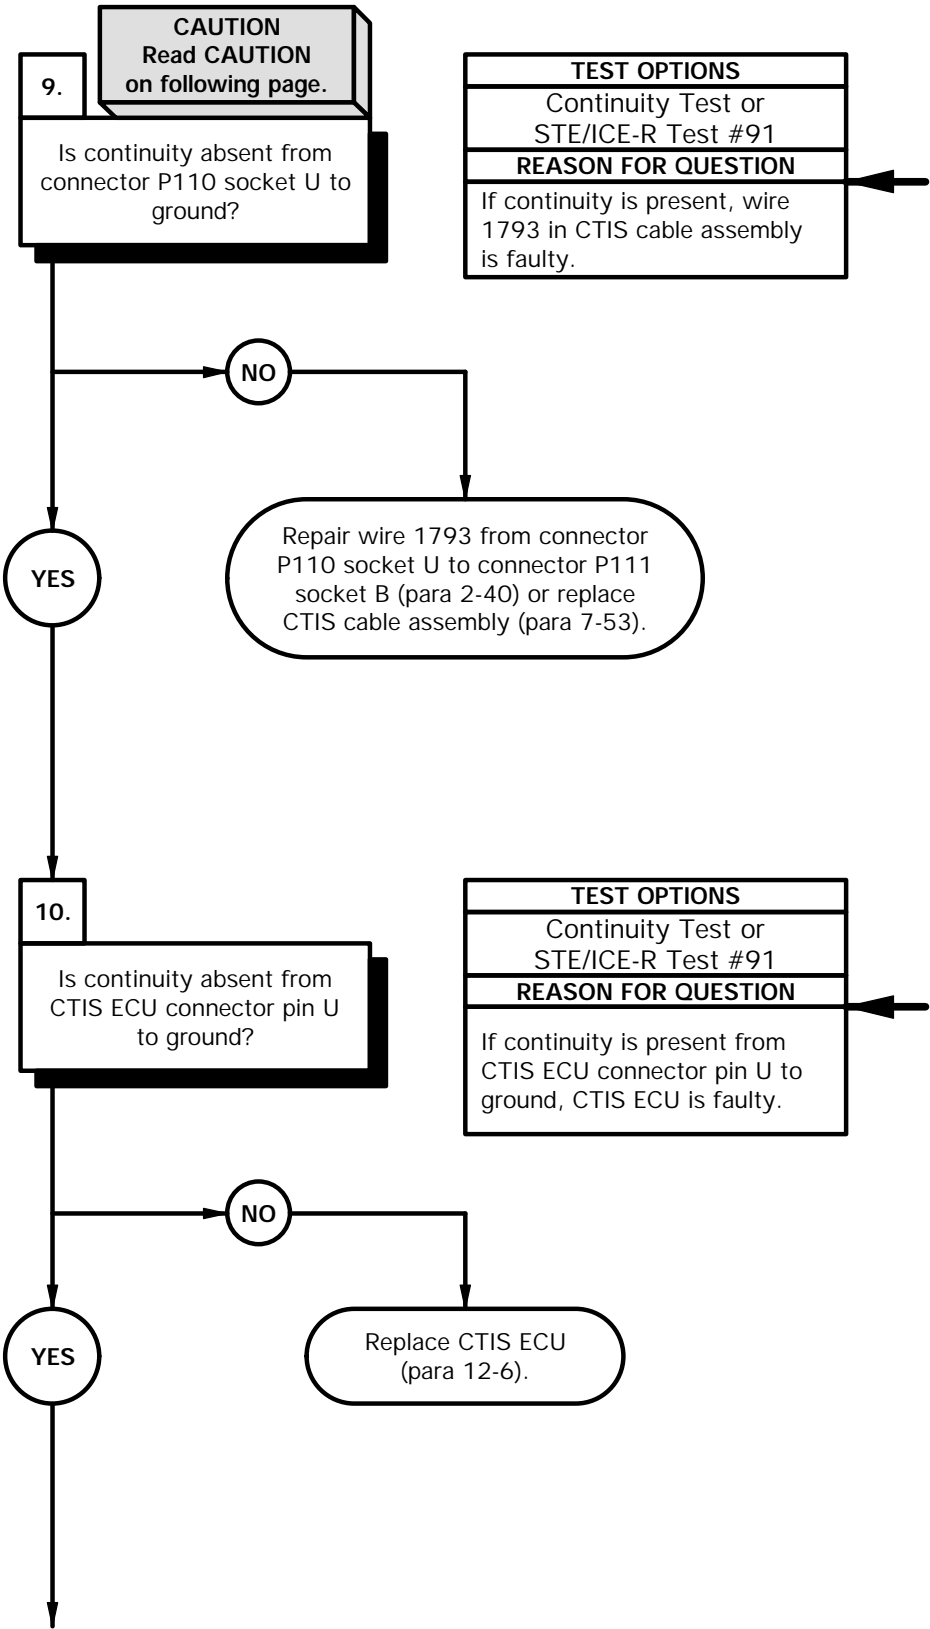 CAUTION
Read CAUTION
on following page.
9.
Is continuity absent from
connector P110 socket U to
ground?
TEST OPTIONS
Continuity Test or
STE/ICE-R Test #91
REASON FOR QUESTION
If continuity is present, wire
1793 in CTIS cable assembly
is faulty.
NO
Repair wire 1793 from connector
P110 socket U to connector P111
socket B (para 2-40) or replace
CTIS cable assembly (para 7-53).
YES
10.
Is continuity absent from
CTIS ECU connector pin U
to ground?
TEST OPTIONS
Continuity Test or
STE/ICE-R Test #91
REASON FOR QUESTION
If continuity is present from
CTIS ECU connector pin U to
ground, CTIS ECU is faulty.
NO
Replace CTIS ECU
(para 12-6).
YES